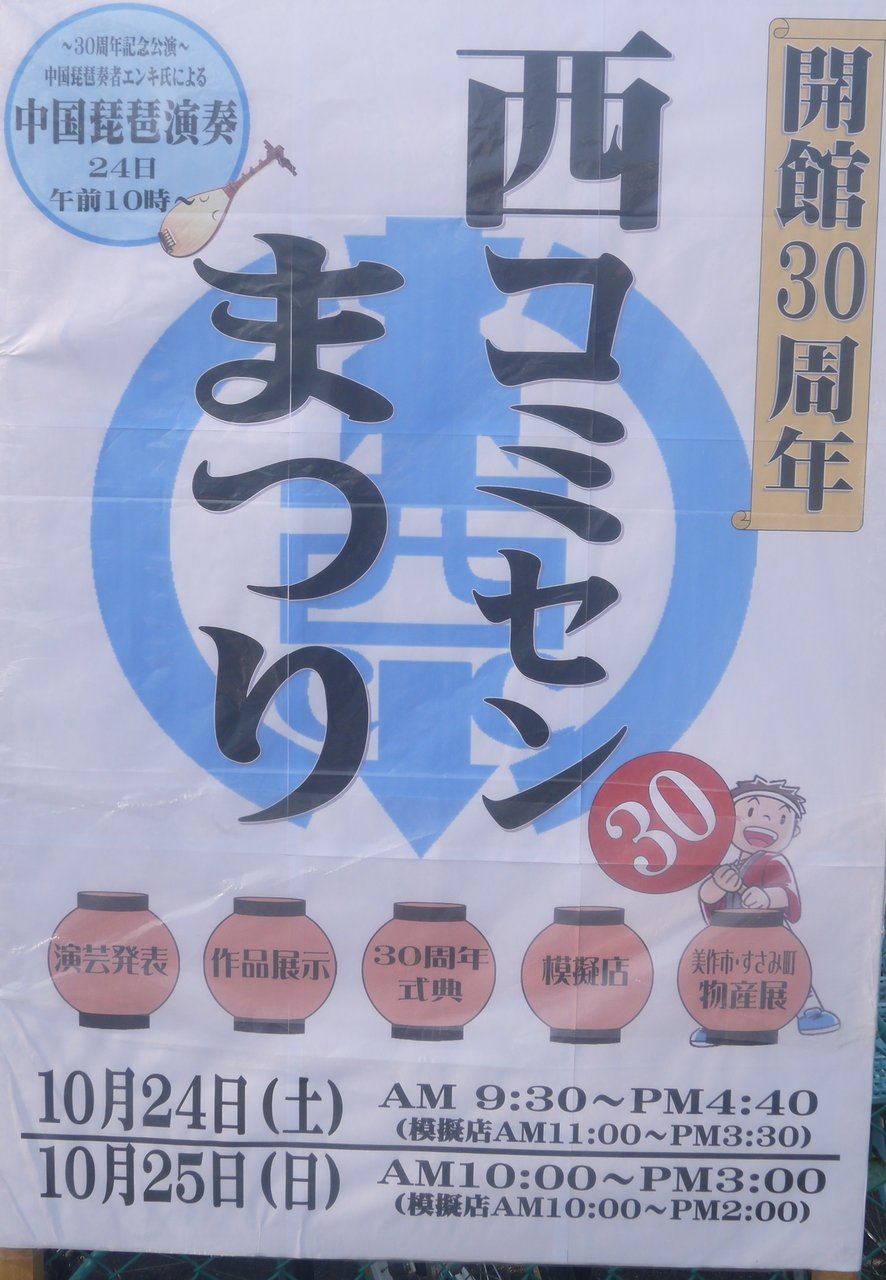 開館30周年
西コミセン
まつり
~30周年記念公演~
中国琵琶奏者エンキ氏による
中国琵琶演奏
24日
午前10時~
30
演芸発表
作品展示
30周年
式典
模擬店
美作市・すさみ町
物産展
10月24日(土) AM 9:30~PM4:40
(模擬店AM11:00~PM3:30)
10月25日(日) AM10:00~PM3:00
(模擬店AM10:00~PM2:00)